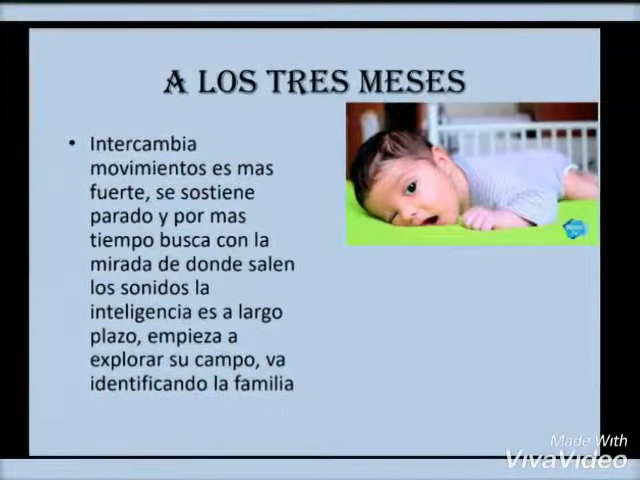 A LOS TRES MESES
• Intercambia
movimientos es mas
fuerte, se sostiene
parado y por mas
tiempo busca con la
mirada de donde salen
los sonidos la
inteligencia es a largo
plazo, empieza a
explorar su campo, va
identificando la familia
Made With
VivaVideo